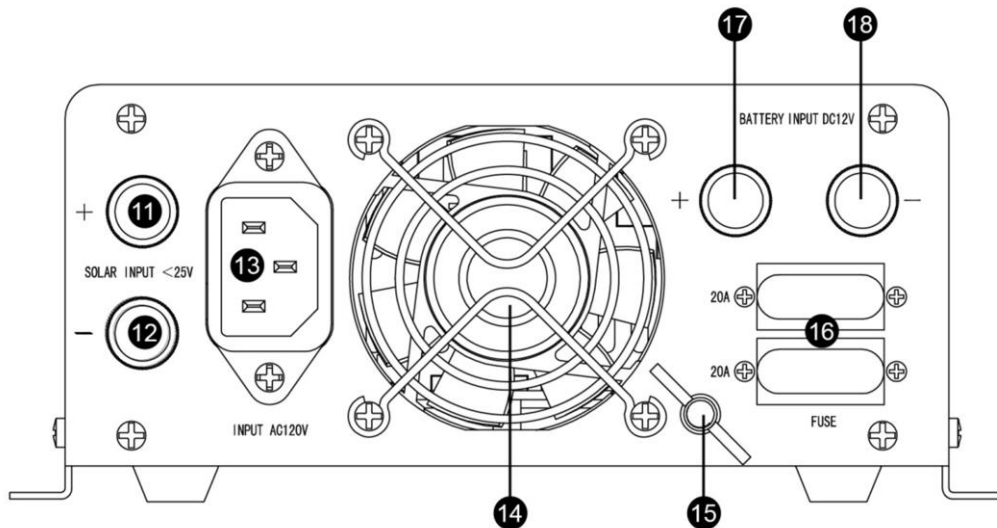 17
18
BATTERY INPUT DC12V
+
11
SOLAR INPUT <25V
-
12
13
INPUT AC120V
14
+
-
20A
16
20A
FUSE
15